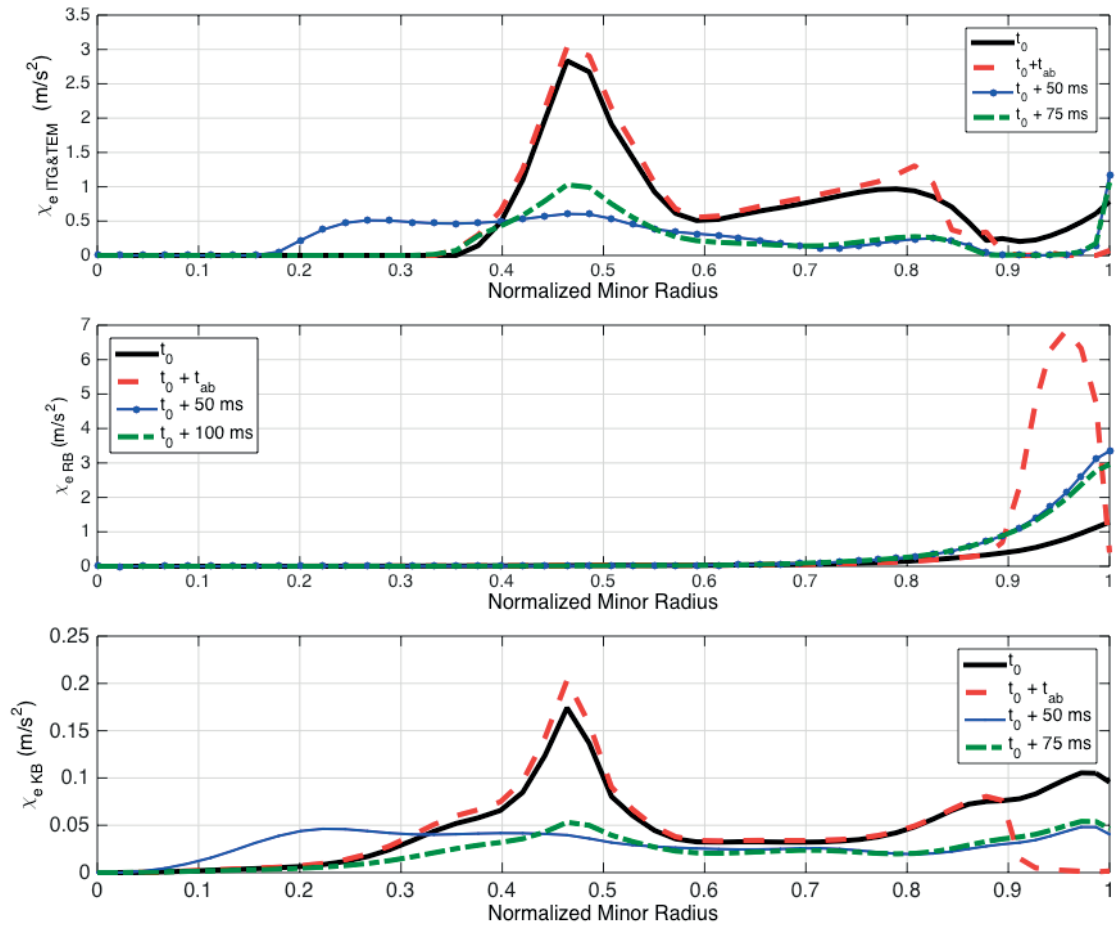 3.5
3
2.5
2
1.5
1
0.5
0
χe ITG&TEM (m/s²)
t0
t0+tab
t0 + 50 ms
t0 + 75 ms
0 0.1 0.2 0.3 0.4 0.5 0.6 0.7 0.8 0.9 1
Normalized Minor Radius
7
6
5
4
3
2
1
0
χe RB (m/s²)
t0
t0 + tab
t0 + 50 ms
t0 + 100 ms
0 0.1 0.2 0.3 0.4 0.5 0.6 0.7 0.8 0.9 1
Normalized Minor Radius
0.25
0.2
0.15
0.1
0.05
0
χe KB (m/s²)
t0
t0 + tab
t0 + 50 ms
t0 + 75 ms
0 0.1 0.2 0.3 0.4 0.5 0.6 0.7 0.8 0.9 1
Normalized Minor Radius